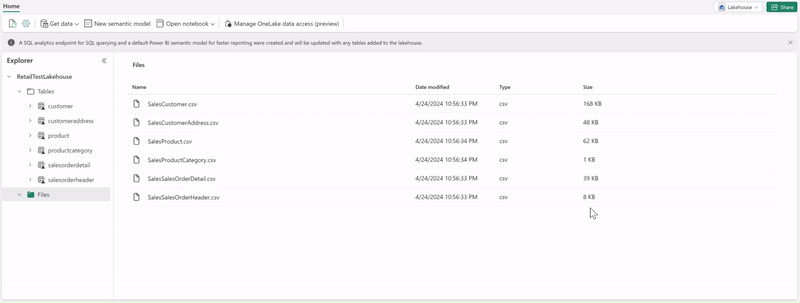 Home
Lakehouse
Share
Get data
New semantic model
Open notebook
Manage OneLake data access (preview)
A SQL analytics endpoint for SQL querying and a default Power BI semantic model for faster reporting were created and will be updated with any tables added to the lakehouse.
Explorer
RetailTestLakehouse
Tables
customer
customeraddress
product
productcategory
salesorderdetail
salesorderheader
Files
Files
Name Date modified Type Size
SalesCustomer.csv 4/24/2024 10:56:33 PM csv 168 KB
SalesCustomerAddress.csv 4/24/2024 10:56:33 PM csv 48 KB
SalesProduct.csv 4/24/2024 10:56:34 PM csv 62 KB
SalesProductCategory.csv 4/24/2024 10:56:34 PM csv 1 KB
SalesSalesOrderDetail.csv 4/24/2024 10:56:33 PM csv 39 KB
SalesSalesOrderHeader.csv 4/24/2024 10:56:33 PM csv 8 KB